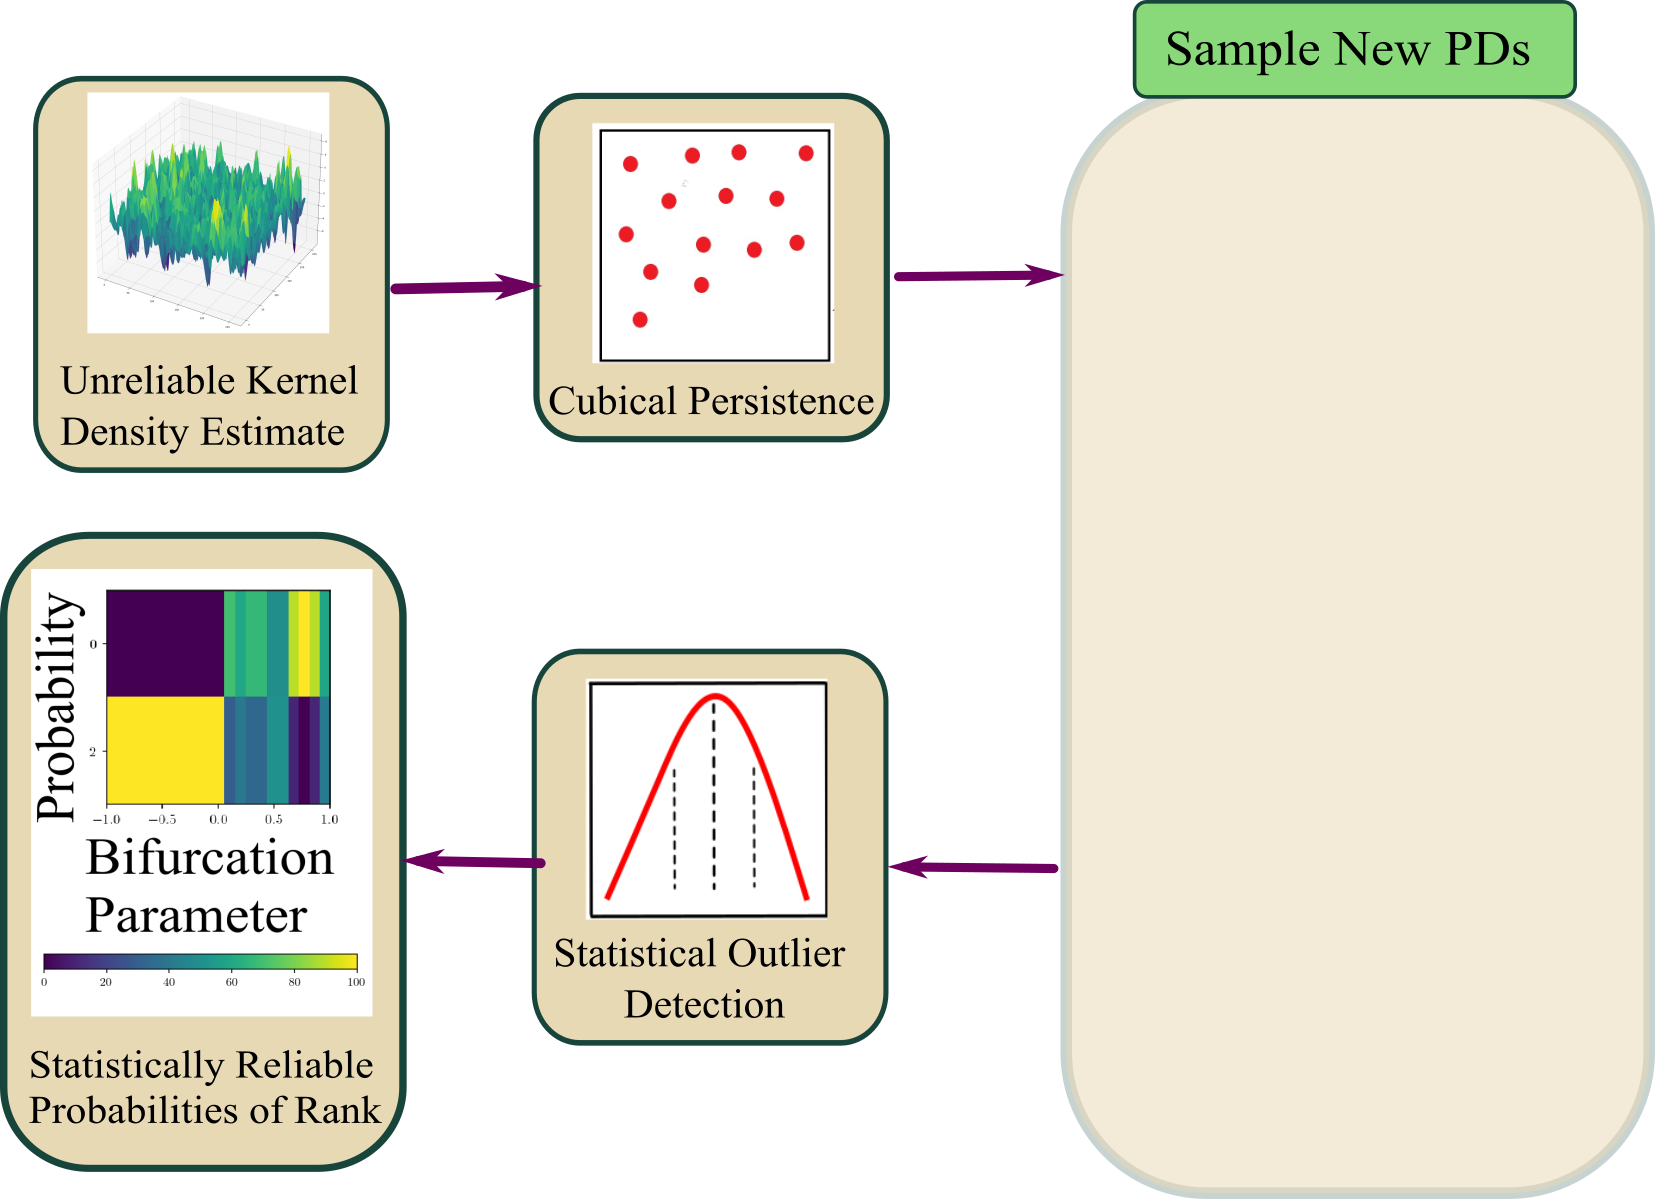 Sample New PDs
Unreliable Kernel
Density Estimate
Cubical Persistence
Probability
0
2
−1.0 −0.5 0.0 0.5 1.0
Bifurcation
Parameter
0 20 40 60 80 100
Statistically Reliable
Probabilities of Rank
Statistical Outlier
Detection